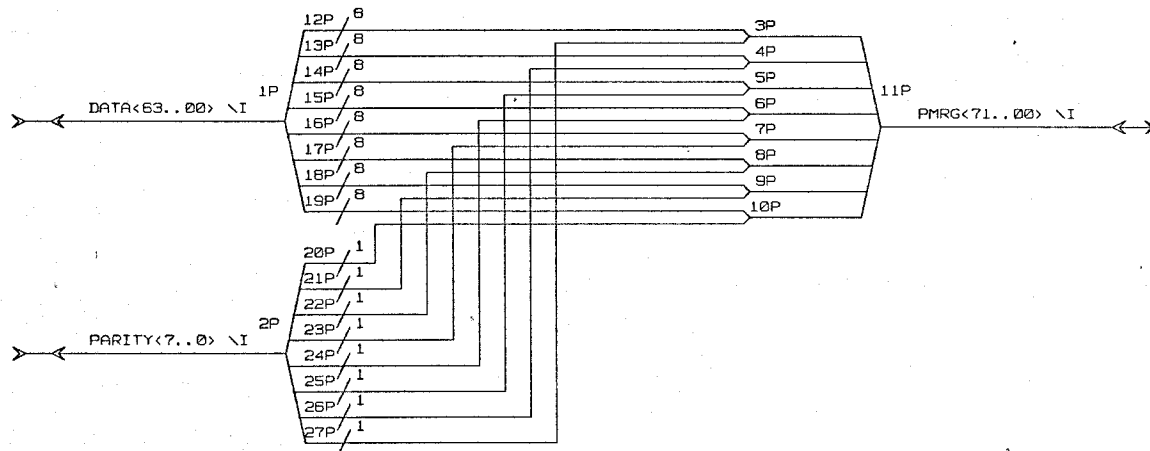 12P 8
3P
13P 8
4P
14P 8
5P
1P
15P 8
11P
DATA<63..00> \I
6P
PMRG<71..00> \I
16P 8
7P
17P 8
8P
18P 8
9P
19P 8
10P
20P 1
21P 1
22P 1
2P
23P 1
PARITY<7..0> \I
24P 1
25P 1
26P 1
27P 1